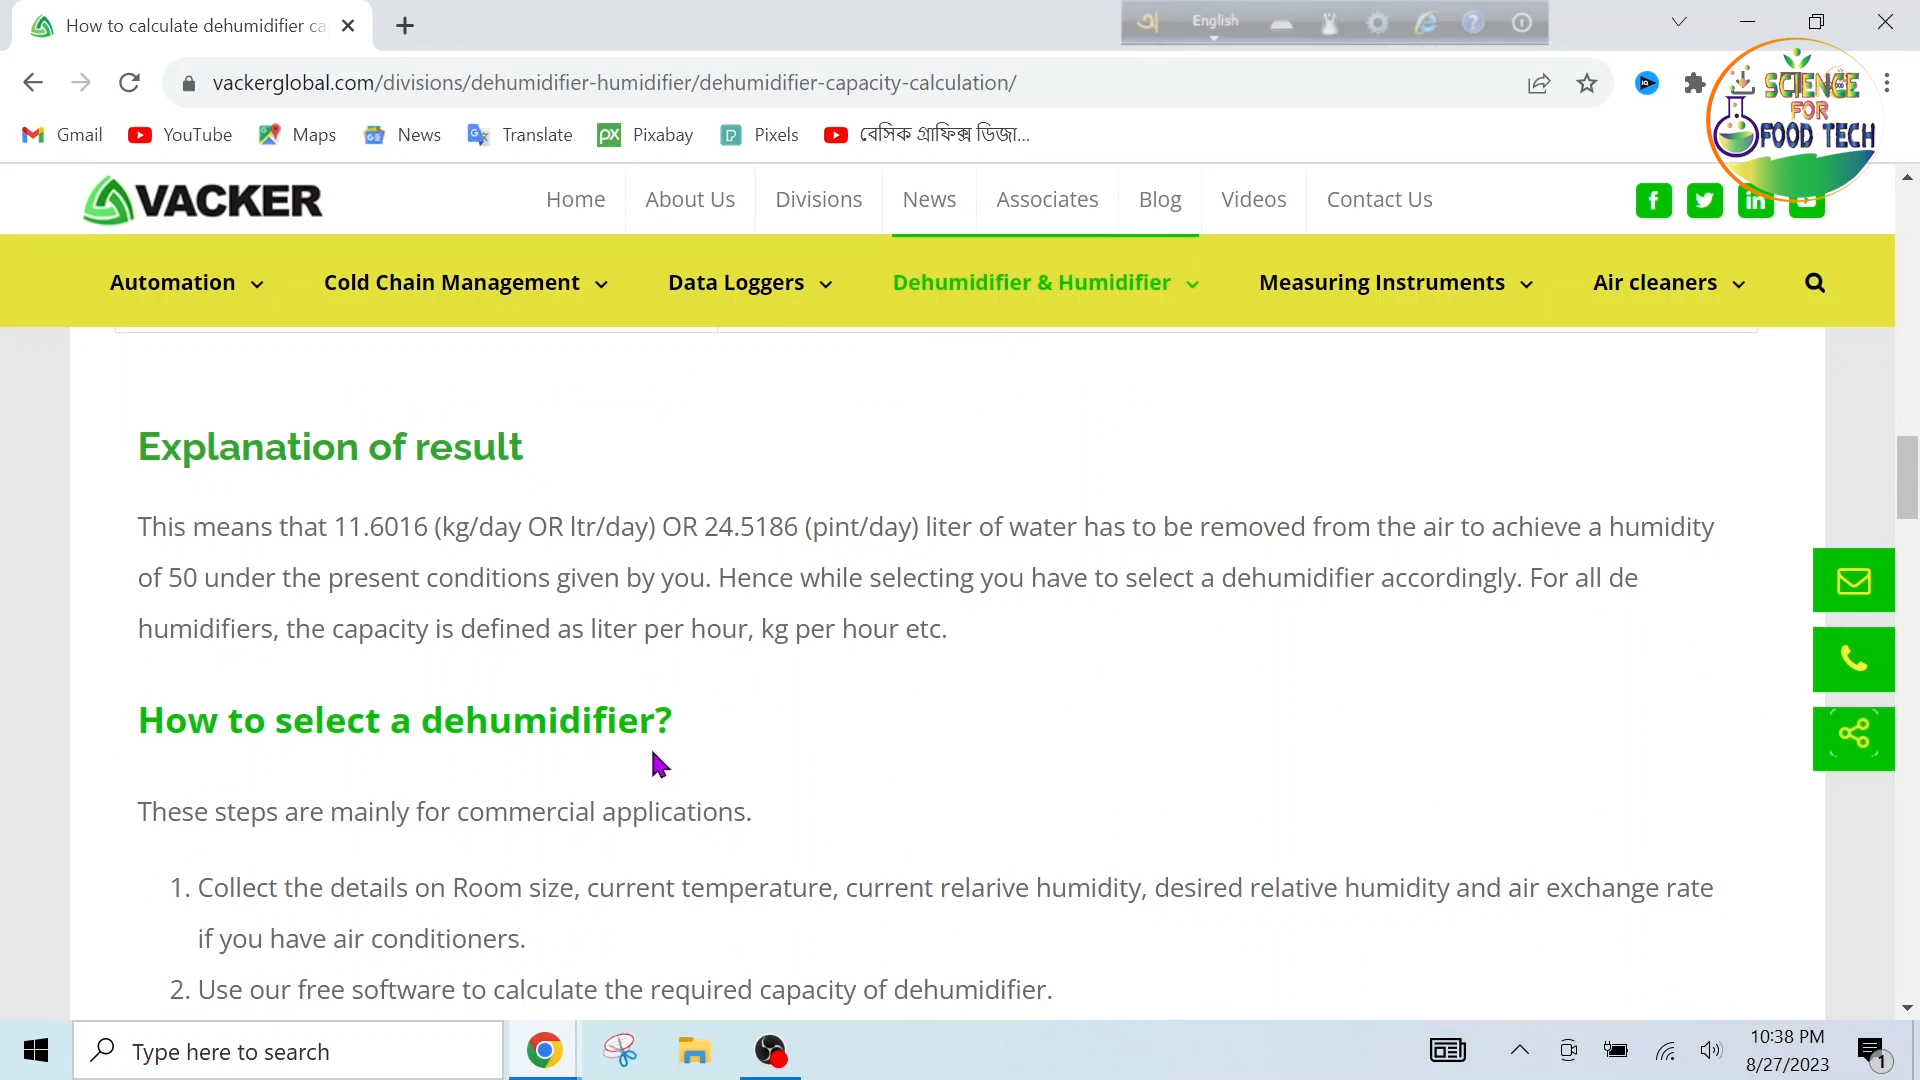 How to calculate dehumidifier ca
অ English
vackerglobal.com/divisions/dehumidifier-humidifier/dehumidifier-capacity-calculation/
Gmail YouTube Maps News Translate Pixabay Pixels বেসিক গ্রাফিক্স ডিজা...
SCIENCE
FOR
FOOD TECH
VACKER
Home About Us Divisions News Associates Blog Videos Contact Us
Automation Cold Chain Management Data Loggers Dehumidifier & Humidifier Measuring Instruments Air cleaners
Explanation of result
This means that 11.6016 (kg/day OR ltr/day) OR 24.5186 (pint/day) liter of water has to be removed from the air to achieve a humidity
of 50 under the present conditions given by you. Hence while selecting you have to select a dehumidifier accordingly. For all de
humidifiers, the capacity is defined as liter per hour, kg per hour etc.
How to select a dehumidifier?
These steps are mainly for commercial applications.
1. Collect the details on Room size, current temperature, current relarive humidity, desired relative humidity and air exchange rate
if you have air conditioners.
2. Use our free software to calculate the required capacity of dehumidifier.
Type here to search
10:38 PM
8/27/2023
1